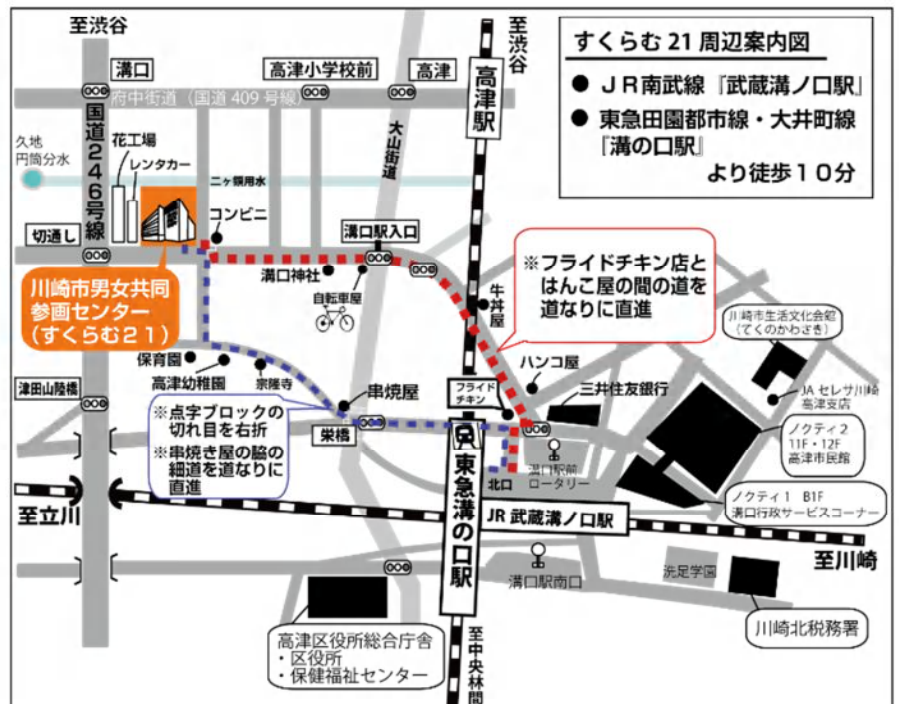 至渋谷
溝口
高津小学校前
高津
至渋谷
高津駅
すくらむ21周辺案内図
● JR南武線『武蔵溝ノ口駅』
● 東急田園都市線・大井町線
『溝の口駅』
より徒歩10分
府中街道（国道409号線）
国道246号線
大山街道
久地
円筒分水
花工場
レンタカー
二ヶ領用水
コンビニ
切通し
溝口駅入口
溝口神社
自転車屋
川崎市男女共同
参画センター
(すくらむ21)
※フライドチキン店と
はんこ屋の間の道を
道なりに直進
牛丼屋
川崎市生活文化会館
(てくのかわさき)
保育園
高津幼稚園
宗隆寺
ハンコ屋
フライド
チキン
三井住友銀行
JAセレサ川崎
高津支店
津田山陸橋
串焼屋
※点字ブロックの
切れ目を右折
※串焼き屋の脇の
細道を道なりに
直進
栄橋
ノクティ2
11F・12F
高津市民館
溝口駅前
ロータリー
北口
東急溝の口駅
ノクティ1 B1F
溝口行政サービスコーナー
至立川
JR武蔵溝ノ口駅
至川崎
溝口駅南口
洗足学園
川崎北税務署
高津区役所総合庁舎
・区役所
・保健福祉センター
至中央林間